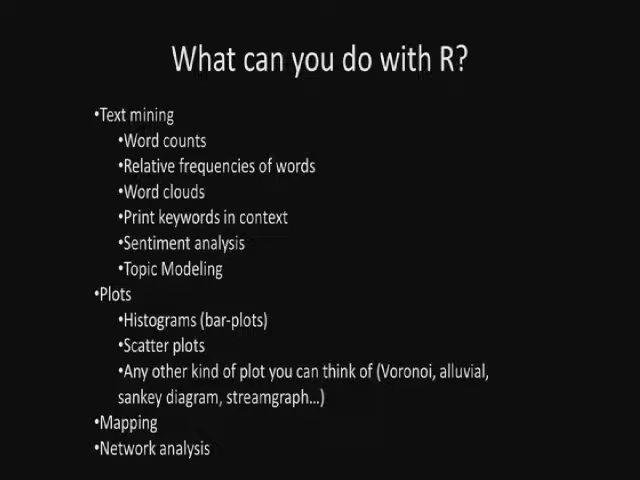 What can you do with R?
•Text mining
•Word counts
•Relative frequencies of words
•Word clouds
•Print keywords in context
•Sentiment analysis
•Topic Modeling
•Plots
•Histograms (bar-plots)
•Scatter plots
•Any other kind of plot you can think of (Voronoi, alluvial,
sankey diagram, streamgraph…)
•Mapping
•Network analysis